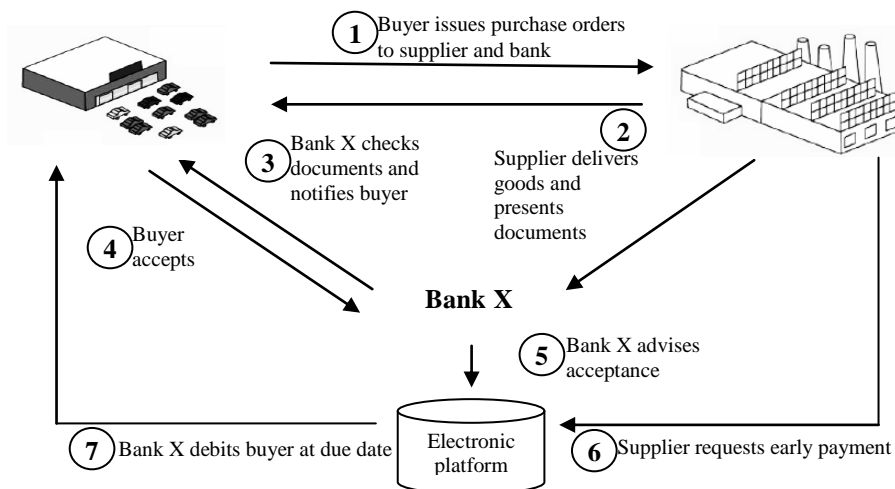 1
Buyer issues purchase orders
to supplier and bank
2
Supplier delivers
goods and
presents
documents
3
Bank X checks
documents and
notifies buyer
4
Buyer
accepts
Bank X
5
Bank X advises
acceptance
Electronic
platform
6
Supplier requests early payment
7
Bank X debits buyer at due date